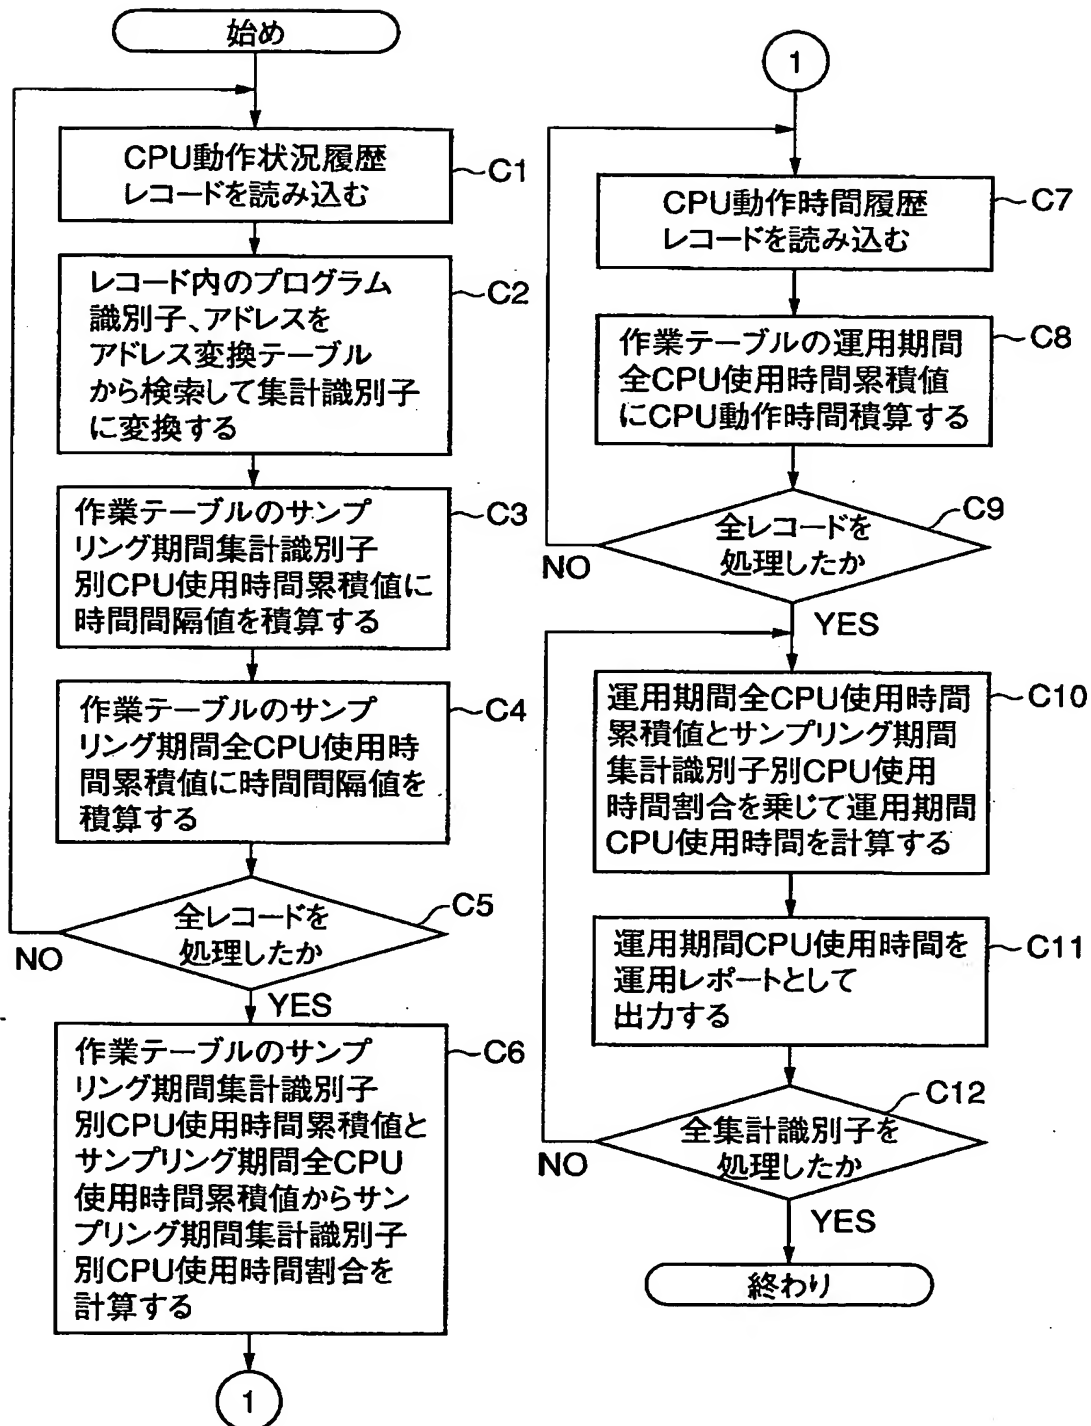 始め
CPU動作状況履歴
レコードを読み込む
C1
レコード内のプログラム
識別子、アドレスを
アドレス変換テーブル
から検索して集計識別子
に変換する
C2
作業テーブルのサンプ
リング期間集計識別子
別CPU使用時間累積値に
時間間隔値を積算する
C3
作業テーブルのサンプ
リング期間全CPU使用時
間累積値に時間間隔値を
積算する
C4
全レコードを
処理したか
C5
NO
YES
作業テーブルのサンプ
リング期間集計識別子
別CPU使用時間累積値と
サンプリング期間全CPU
使用時間累積値からサン
プリング期間集計識別子
別CPU使用時間割合を
計算する
C6
1
1
CPU動作時間履歴
レコードを読み込む
C7
作業テーブルの運用期間
全CPU使用時間累積値
にCPU動作時間積算する
C8
全レコードを
処理したか
C9
NO
YES
運用期間全CPU使用時間
累積値とサンプリング期間
集計識別子別CPU使用
時間割合を乗じて運用期間
CPU使用時間を計算する
C10
運用期間CPU使用時間を
運用レポートとして
出力する
C11
全集計識別子を
処理したか
C12
NO
YES
終わり